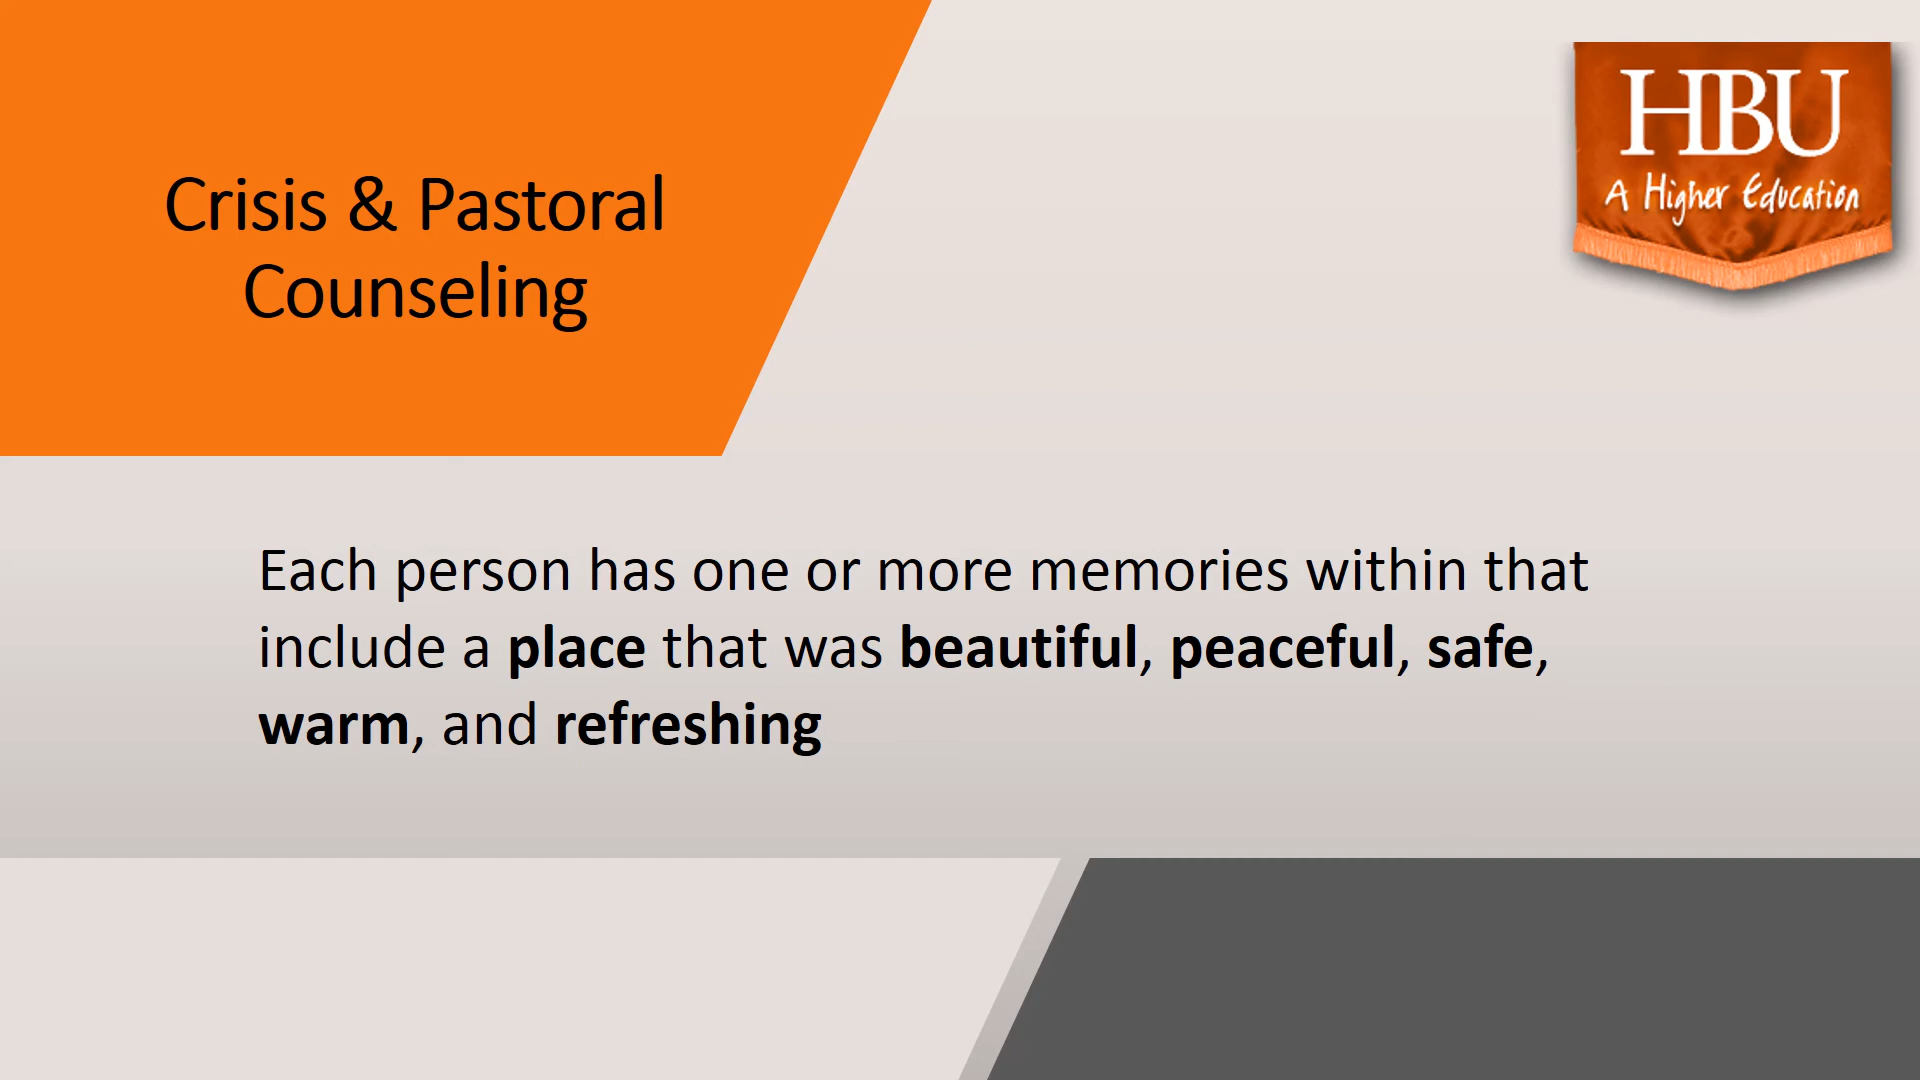 Crisis & Pastoral
Counseling
HBU
A Higher Education
Each person has one or more memories within that
include a place that was beautiful, peaceful, safe,
warm, and refreshing